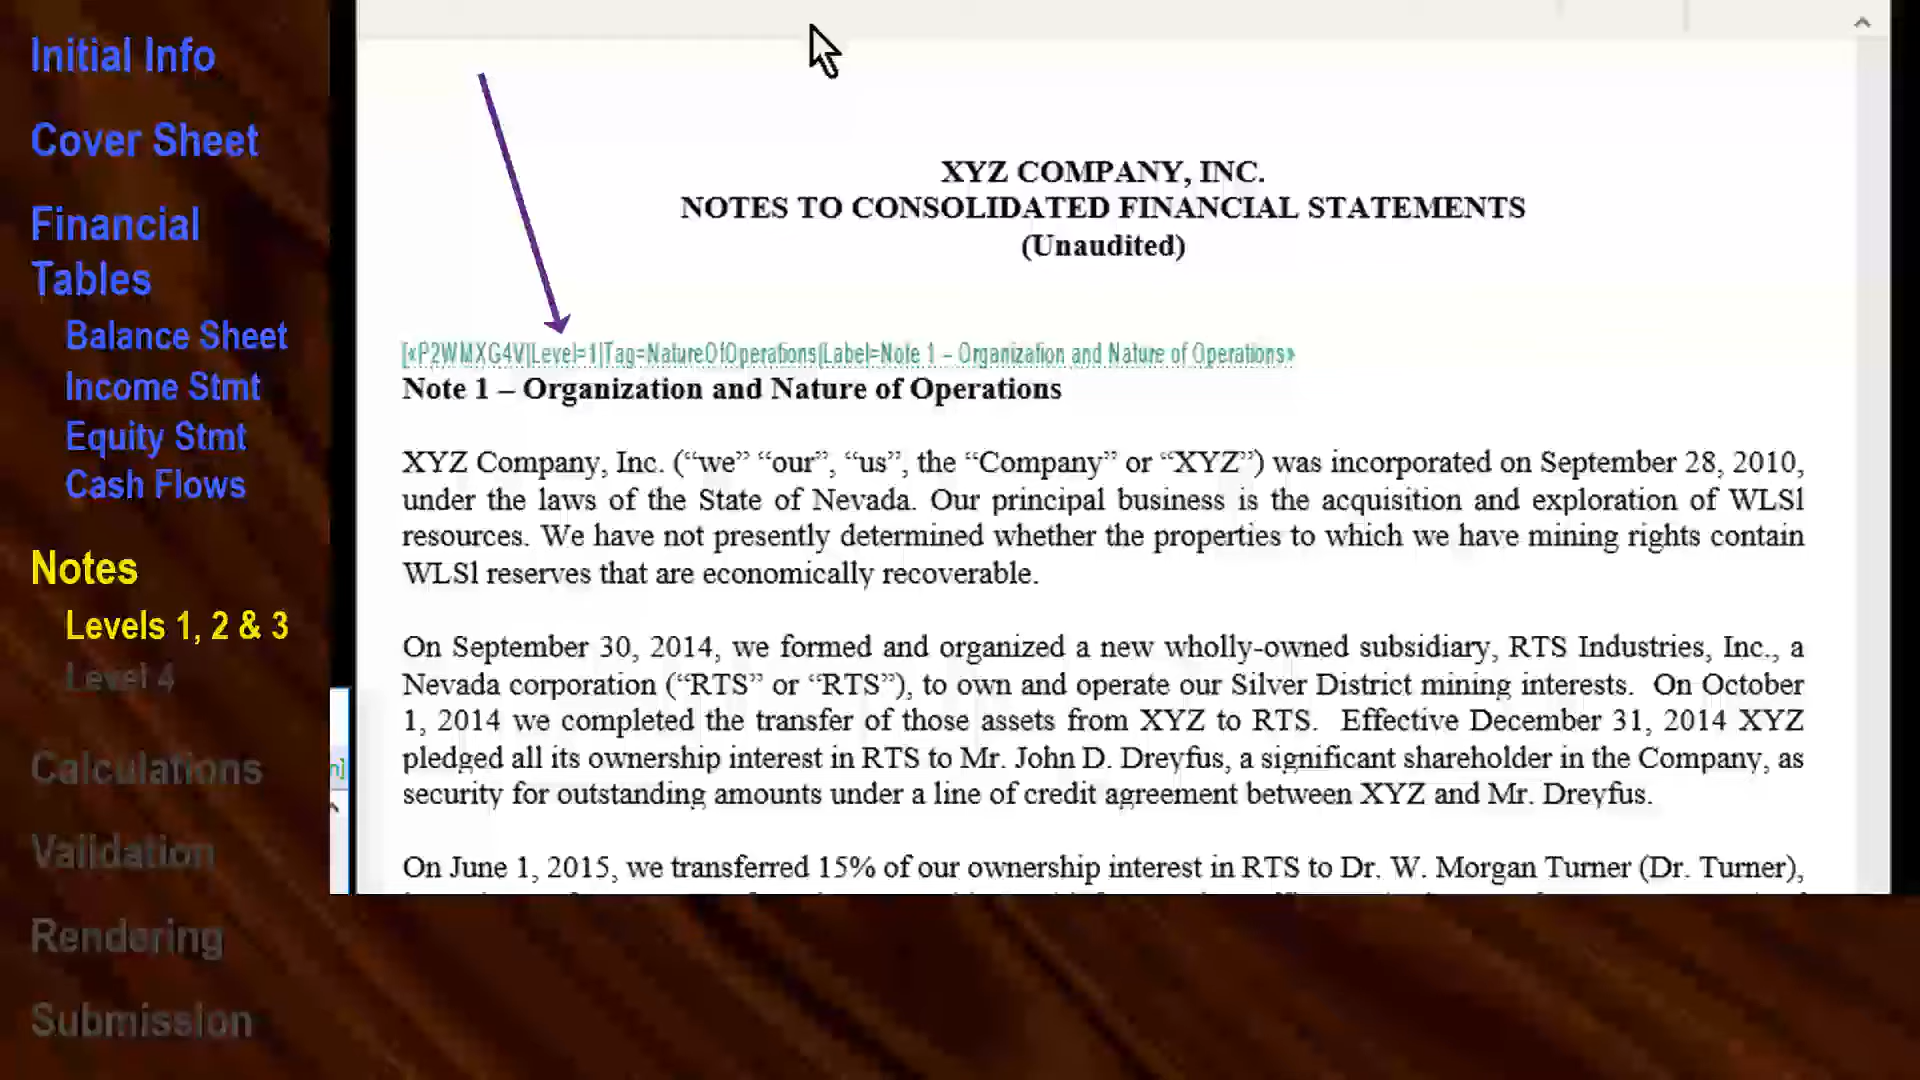 Initial Info
Cover Sheet
Financial
Tables
Balance Sheet
Income Stmt
Equity Stmt
Cash Flows
Notes
Levels 1, 2 & 3
Level 4
Calculations
Validation
Rendering
Submission
XYZ COMPANY, INC.
NOTES TO CONSOLIDATED FINANCIAL STATEMENTS
(Unaudited)
[«P2WMXG4V|Level=1|Tag=NatureOfOperations|Label=Note 1 – Organization and Nature of Operations»
Note 1 – Organization and Nature of Operations
XYZ Company, Inc. (“we” “our”, “us”, the “Company” or “XYZ”) was incorporated on September 28, 2010,
under the laws of the State of Nevada. Our principal business is the acquisition and exploration of WLSl
resources. We have not presently determined whether the properties to which we have mining rights contain
WLSl reserves that are economically recoverable.
On September 30, 2014, we formed and organized a new wholly-owned subsidiary, RTS Industries, Inc., a
Nevada corporation (“RTS” or “RTS”), to own and operate our Silver District mining interests. On October
1, 2014 we completed the transfer of those assets from XYZ to RTS. Effective December 31, 2014 XYZ
pledged all its ownership interest in RTS to Mr. John D. Dreyfus, a significant shareholder in the Company, as
security for outstanding amounts under a line of credit agreement between XYZ and Mr. Dreyfus.
On June 1, 2015, we transferred 15% of our ownership interest in RTS to Dr. W. Morgan Turner (Dr. Turner),